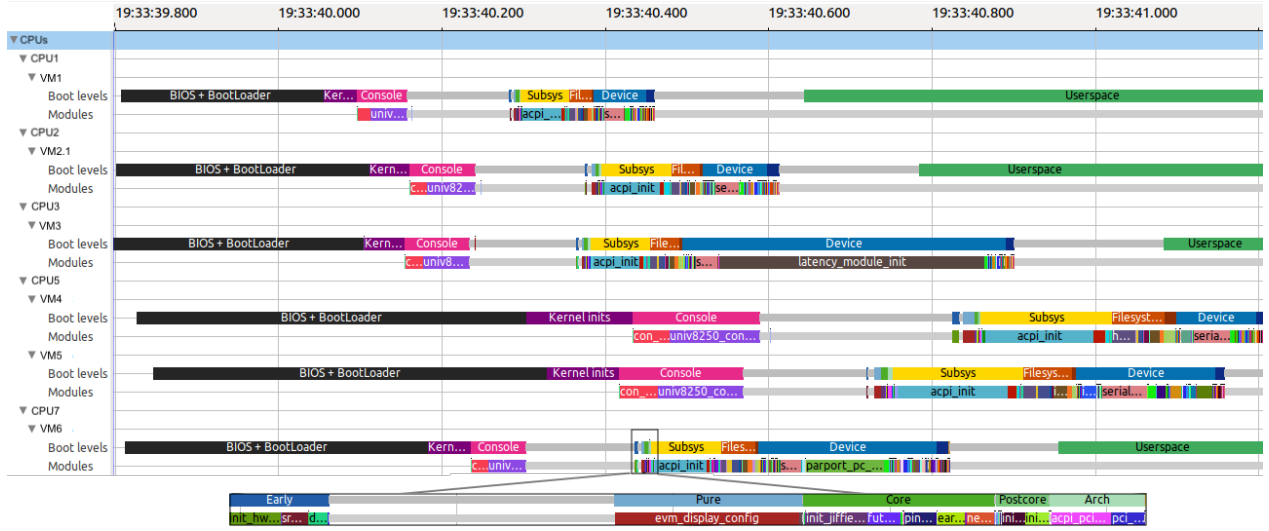 19:33:39.800 19:33:40.000 19:33:40.200 19:33:40.400 19:33:40.600 19:33:40.800 19:33:41.000
CPUs
CPU1
VM1
Boot levels BIOS + BootLoader Ker... Console Subsys Fil... Device Userspace
Modules univ... acpi_... s...
CPU2
VM2.1
Boot levels BIOS + BootLoader Kern... Console Subsys Fil... Device Userspace
Modules c... univ82... acpi_init se...
CPU3
VM3
Boot levels BIOS + BootLoader Kern... Console Subsys File... Device Userspace
Modules c... univ8... acpi_init s... latency_module_init
CPU5
VM4
Boot levels BIOS + BootLoader Kernel inits Console Subsys Filesyst... Device
Modules con_... univ8250_con... acpi_init h... seria...
VM5
Boot levels BIOS + BootLoader Kernel inits Console Subsys Filesys... Device
Modules con_... univ8250_co... acpi_init i... serial...
CPU7
VM6
Boot levels BIOS + BootLoader Kern... Console Subsys Files... Device Userspace
Modules c... univ... acpi_init s... parport_pc_...
Early Pure Core Postcore Arch
init_hw... sr... d... evm_display_config init_jiffie... fut... pin... ear... ne... ini... ini... acpi_pci... pci_...